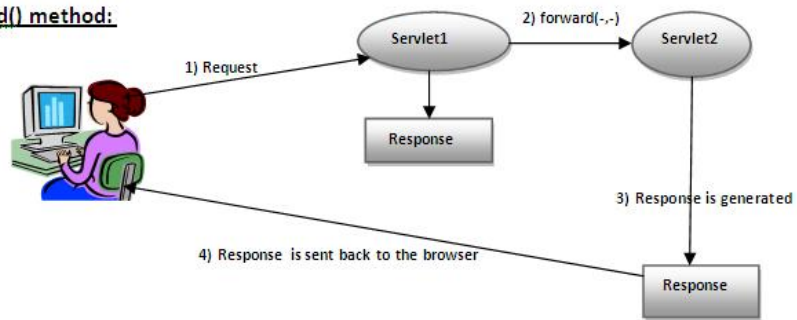 d() method:
Servlet1
2) forward(-,-)
Servlet2
1) Request
Response
3) Response is generated
4) Response is sent back to the browser
Response